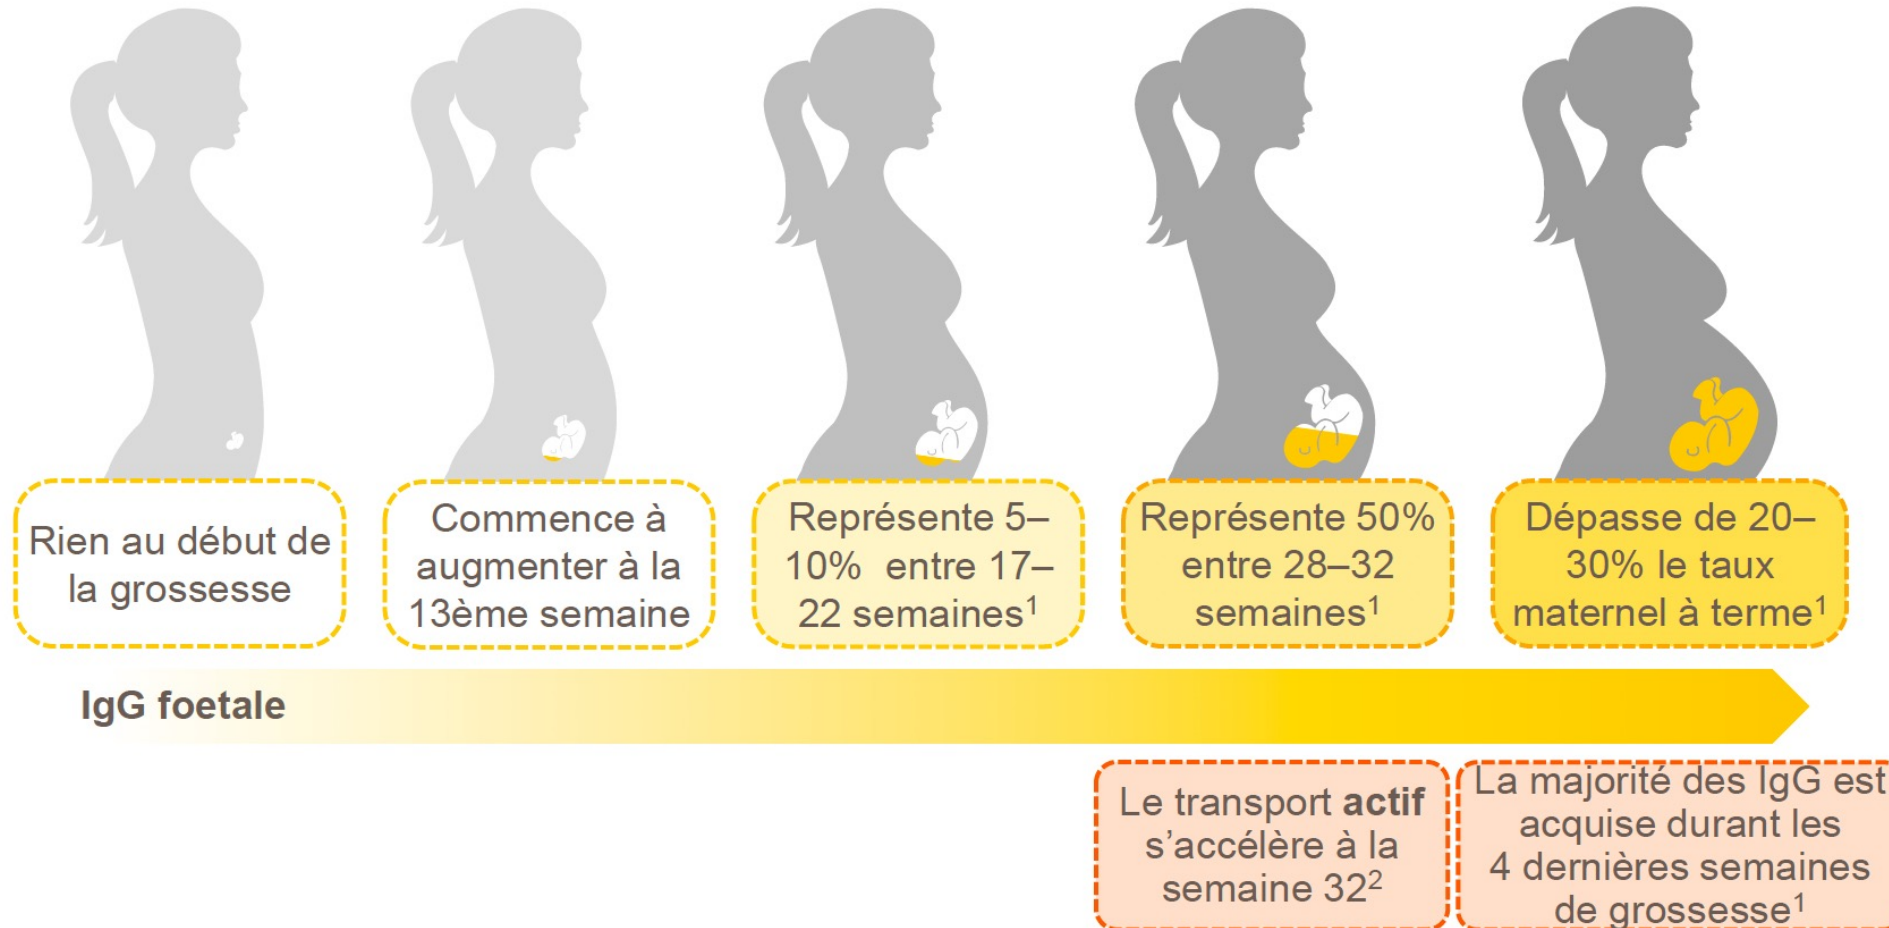 Rien au début de
la grossesse
Commence à
augmenter à la
13ème semaine
Représente 5–
10% entre 17–
22 semaines¹
Représente 50%
entre 28–32
semaines¹
Dépasse de 20–
30% le taux
maternel à terme¹
IgG foetale
Le transport actif
s’accélère à la
semaine 32²
La majorité des IgG est
acquise durant les
4 dernières semaines
de grossesse¹